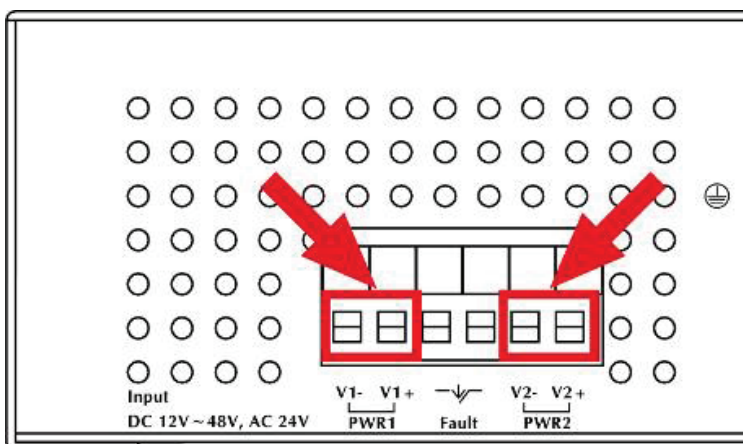 Input
DC 12V ~ 48V, AC 24V
V1- V1+
V2- V2+
PWR1
Fault
PWR2